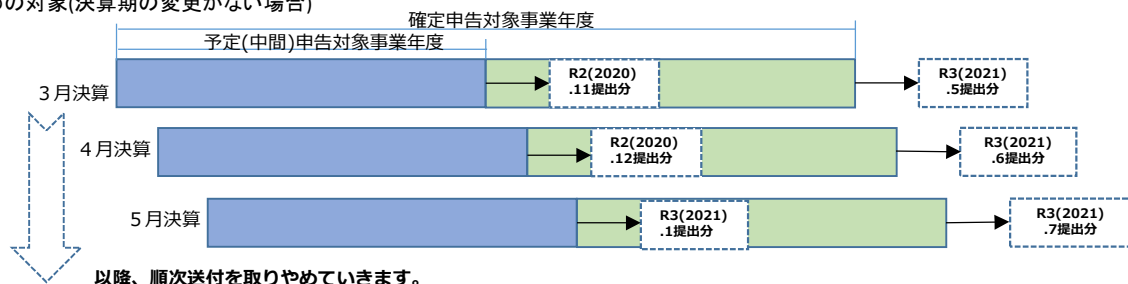 の対象(決算期の変更がない場合)
確定申告対象事業年度
予定(中間)申告対象事業年度
3月決算
R2(2020)
.11提出分
R3(2021)
.5提出分
4月決算
R2(2020)
.12提出分
R3(2021)
.6提出分
5月決算
R3(2021)
.1提出分
R3(2021)
.7提出分
以降、順次送付を取りやめていきます。